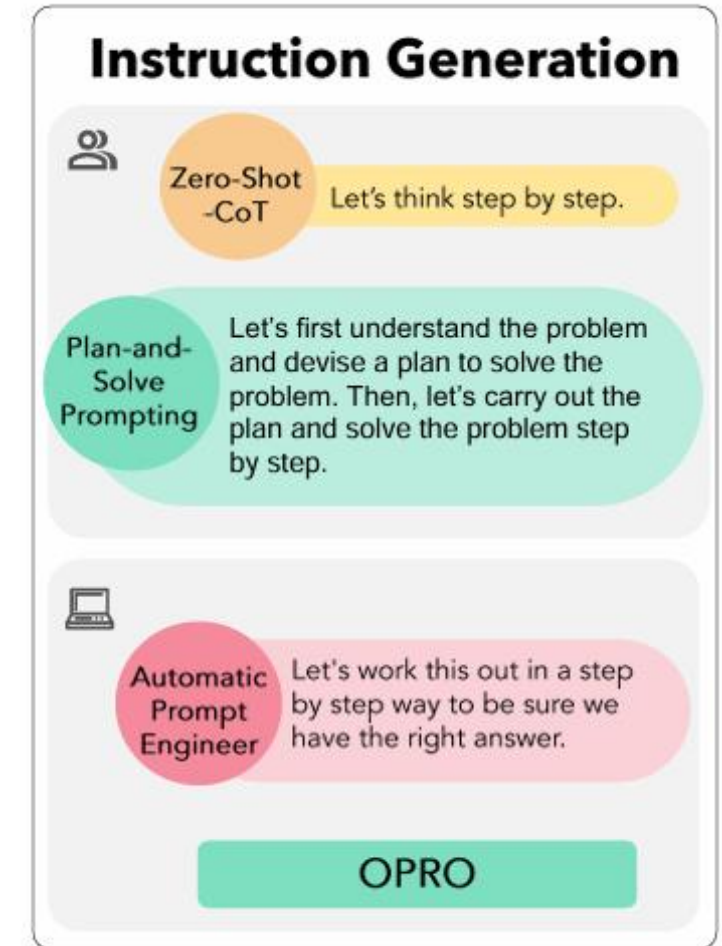 Instruction Generation
Zero-Shot
-CoT
Let's think step by step.
Plan-and-
Solve
Prompting
Let's first understand the problem
and devise a plan to solve the
problem. Then, let's carry out the
plan and solve the problem step
by step.
Automatic
Prompt
Engineer
Let's work this out in a step
by step way to be sure we
have the right answer.
OPRO